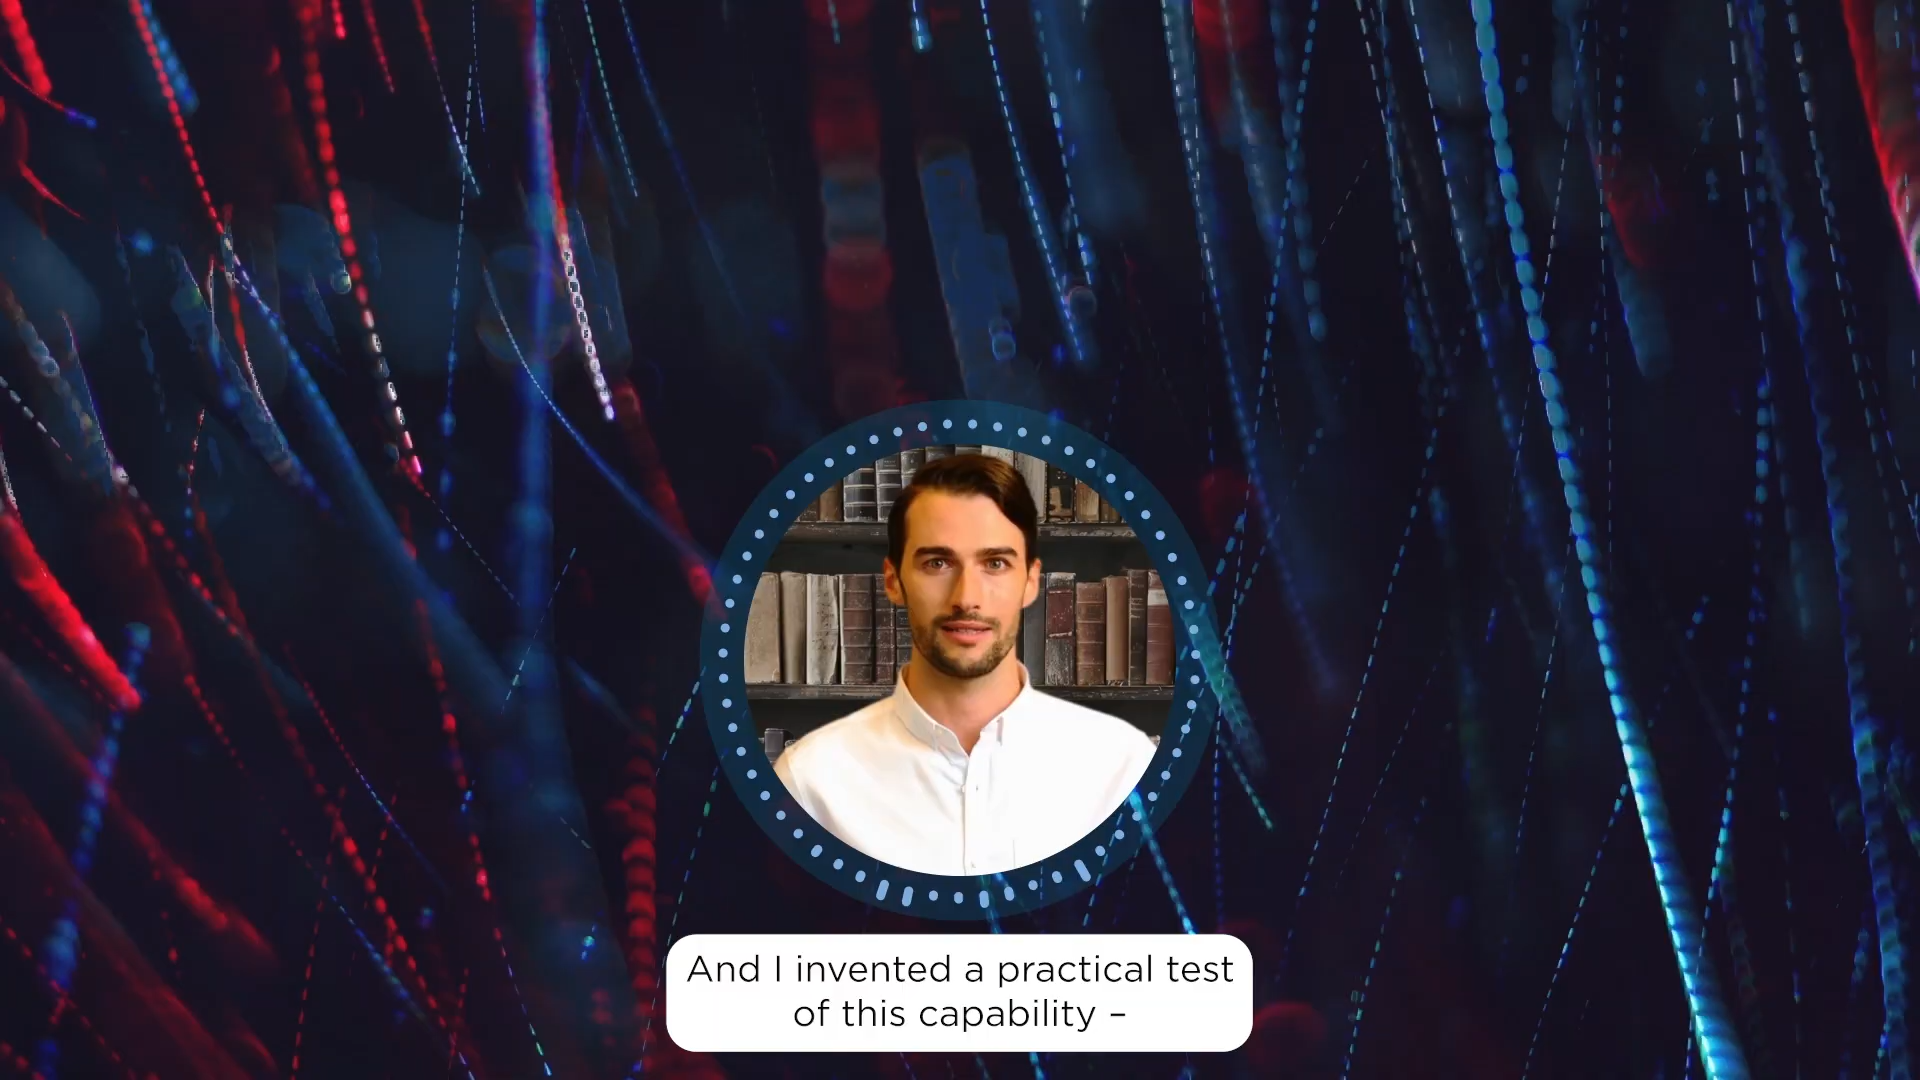 And I invented a practical test
of this capability –